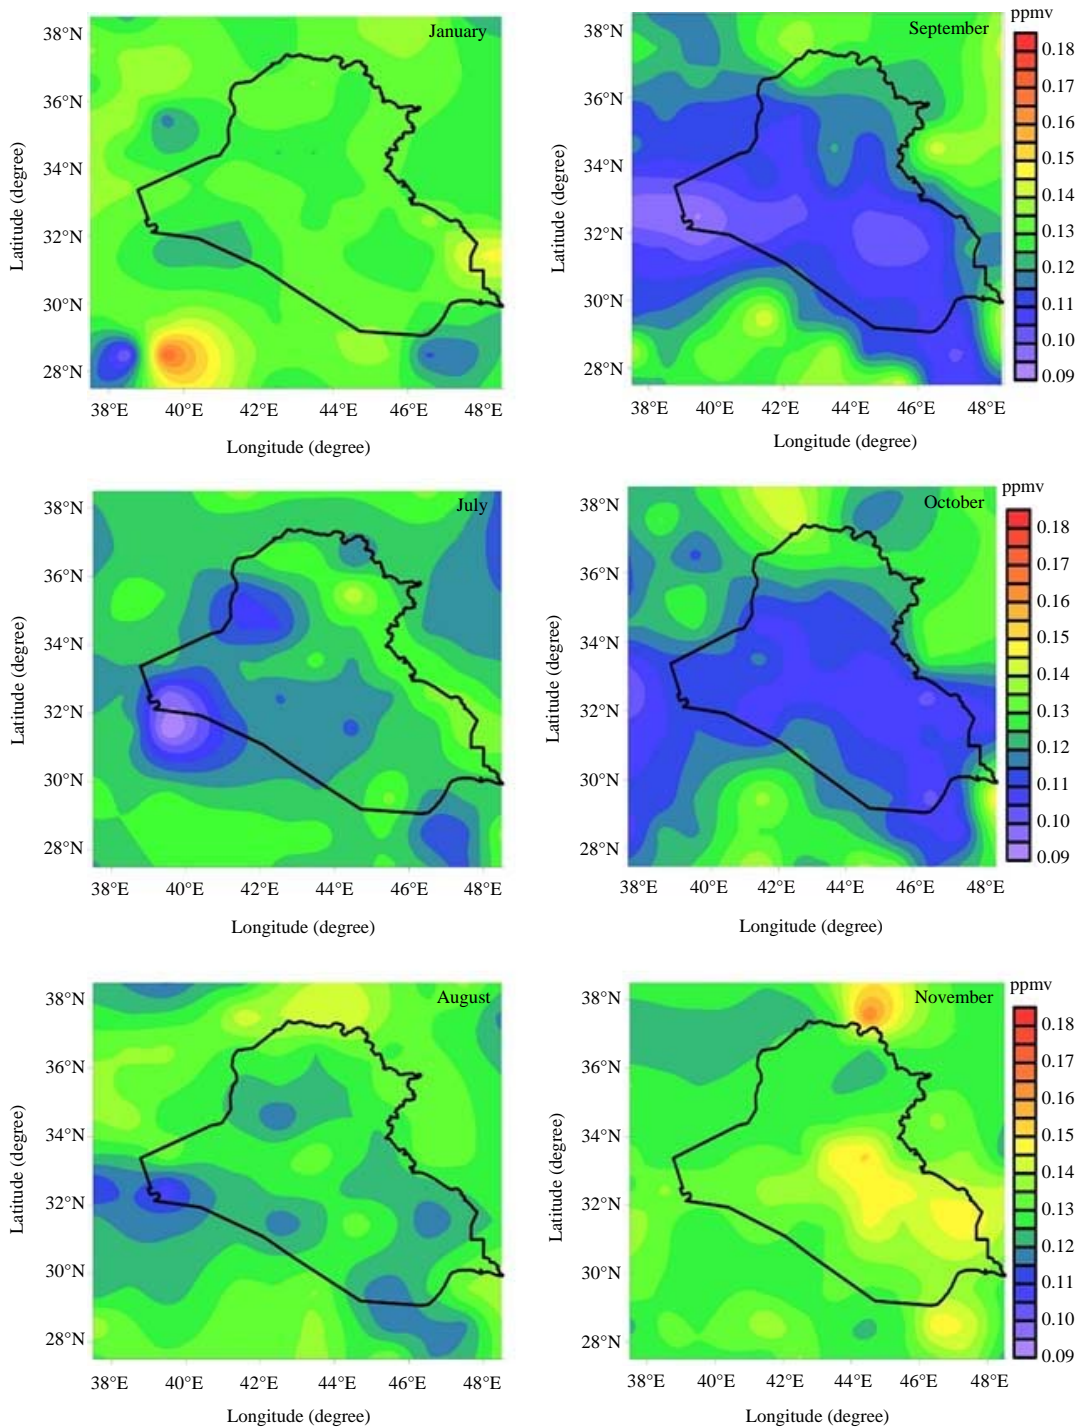 January
38°N
36°N
34°N
32°N
30°N
28°N
Latitude (degree)
38°E
40°E
42°E
44°E
46°E
48°E
Longitude (degree)
September
38°N
36°N
34°N
32°N
30°N
28°N
Latitude (degree)
38°E
40°E
42°E
44°E
46°E
48°E
Longitude (degree)
ppmv
0.18
0.17
0.16
0.15
0.14
0.13
0.12
0.11
0.10
0.09
July
38°N
36°N
34°N
32°N
30°N
28°N
Latitude (degree)
38°E
40°E
42°E
44°E
46°E
48°E
Longitude (degree)
October
38°N
36°N
34°N
32°N
30°N
28°N
Latitude (degree)
38°E
40°E
42°E
44°E
46°E
48°E
Longitude (degree)
ppmv
0.18
0.17
0.16
0.15
0.14
0.13
0.12
0.11
0.10
0.09
August
38°N
36°N
34°N
32°N
30°N
28°N
Latitude (degree)
38°E
40°E
42°E
44°E
46°E
48°E
Longitude (degree)
November
38°N
36°N
34°N
32°N
30°N
28°N
Latitude (degree)
38°E
40°E
42°E
44°E
46°E
48°E
Longitude (degree)
ppmv
0.18
0.17
0.16
0.15
0.14
0.13
0.12
0.11
0.10
0.09